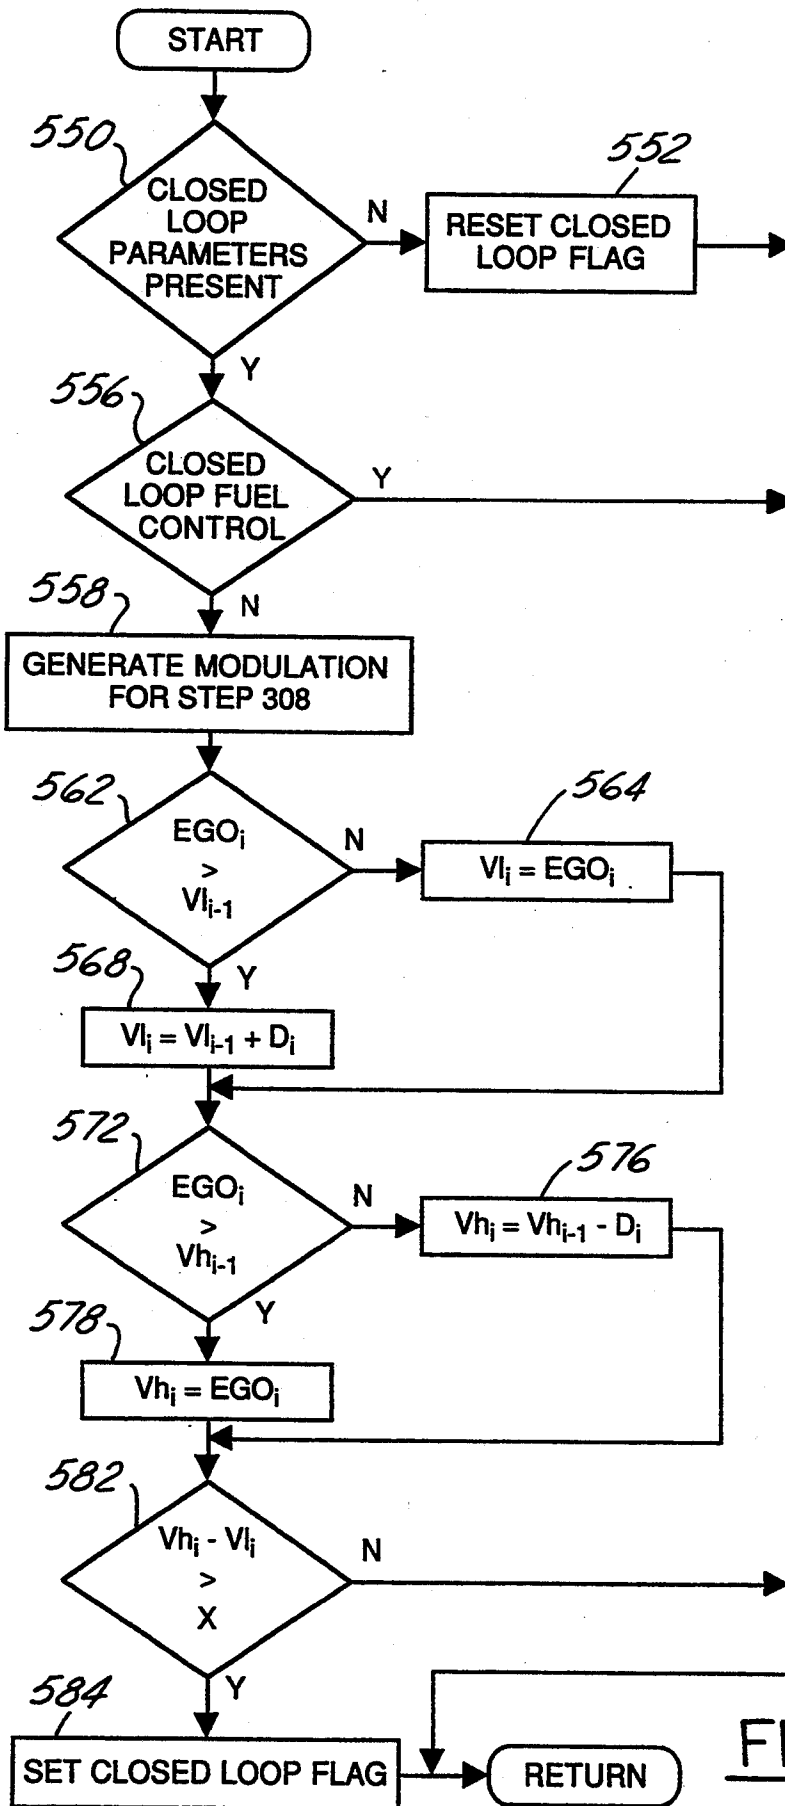 START
550
CLOSED
LOOP
PARAMETERS
PRESENT
N
552
RESET CLOSED
LOOP FLAG
Y
556
CLOSED
LOOP FUEL
CONTROL
Y
N
558
GENERATE MODULATION
FOR STEP 308
562
EGOi
>
Vli-1
N
564
Vli = EGOi
Y
568
Vli = Vli-1 + Di
572
EGOi
>
Vhi-1
N
576
Vhi = Vhi-1 - Di
Y
578
Vhi = EGOi
582
Vhi - Vli
>
X
N
Y
584
SET CLOSED LOOP FLAG
RETURN